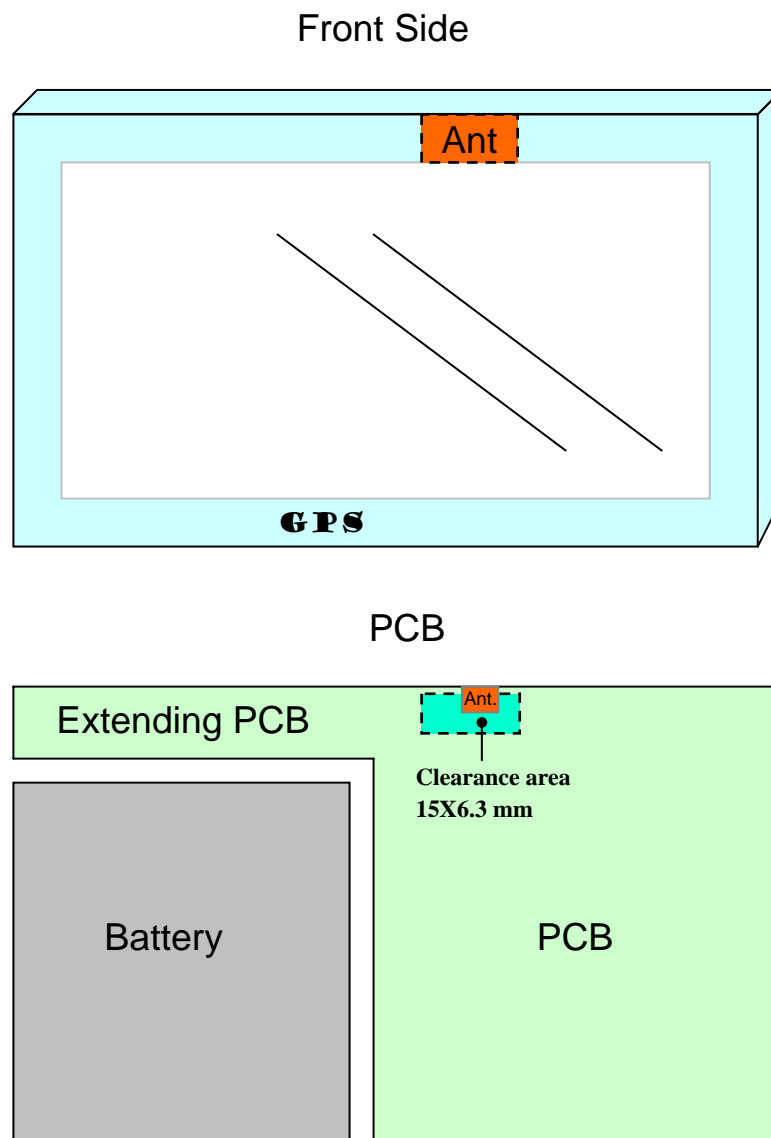 Front Side
Ant
GPS
PCB
Extending PCB
Ant.
Clearance area
15X6.3 mm
Battery
PCB